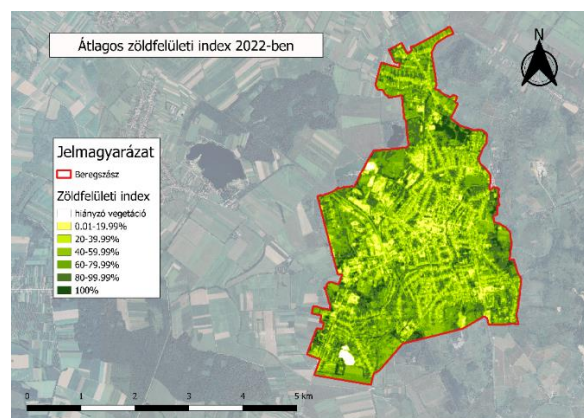 Átlagos zöldfelületi index 2022-ben
N
Jelmagyarázat
Beregszász
Zöldfelületi index
hiányzó vegetáció
0.01-19.99%
20-39.99%
40-59.99%
60-79.99%
80-99.99%
100%
0 1 2 3 4 5 km